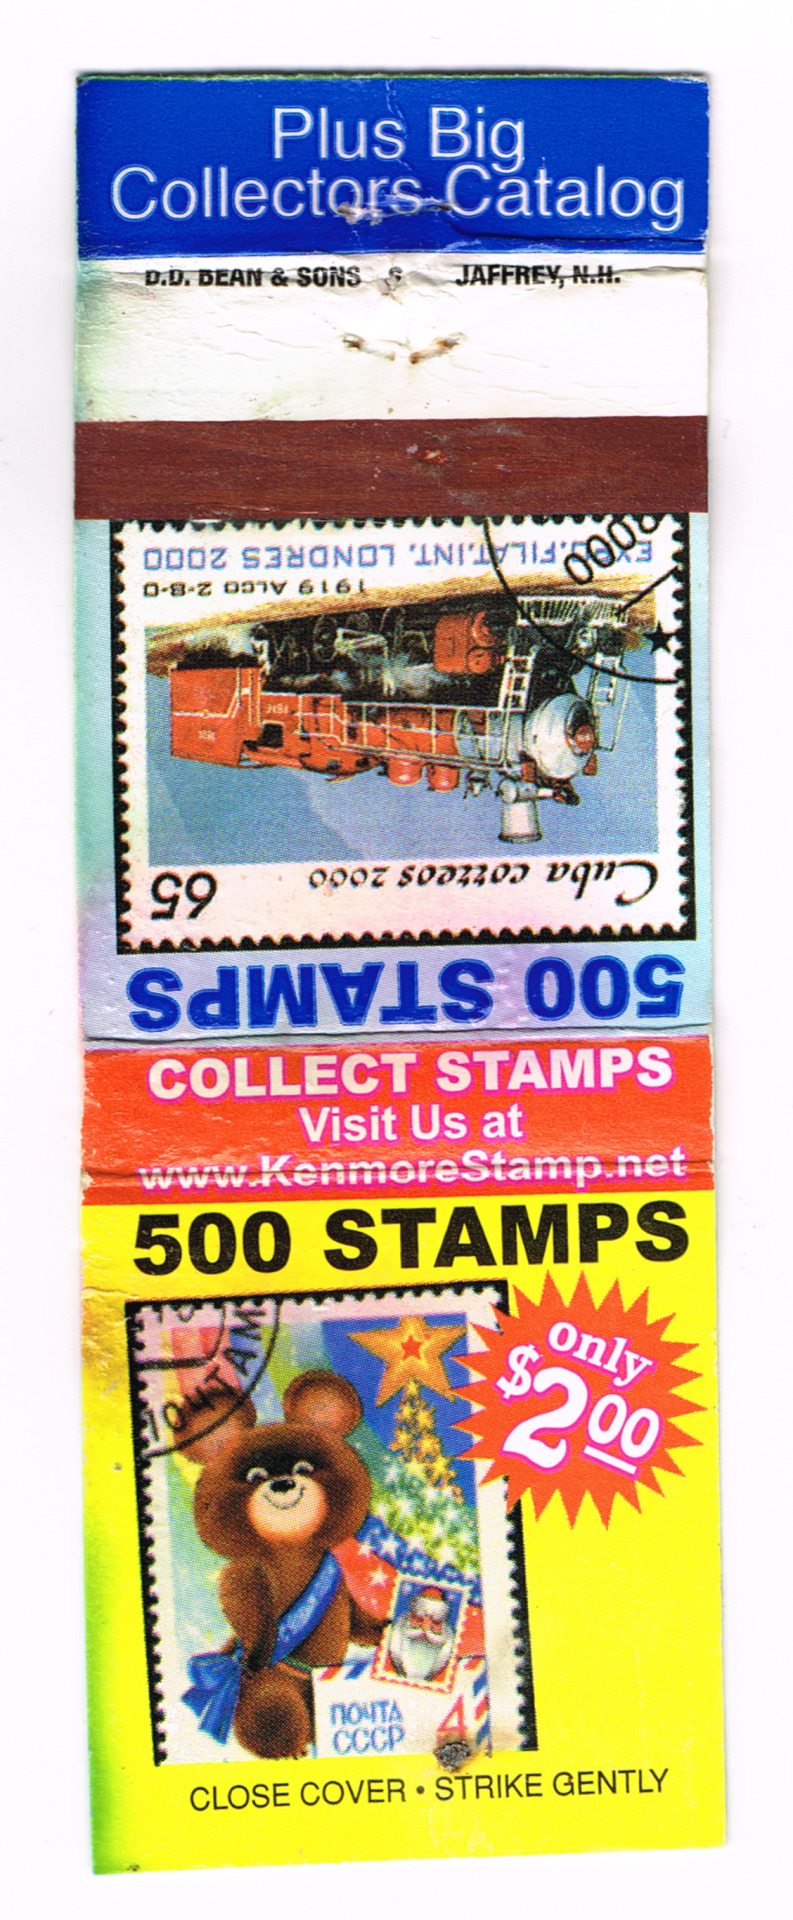 Plus Big
Collectors Catalog
D.D. BEAN & SONS JAFFREY, N.H.
EXPO.FILAT.INT. LONDRES 2000
1919 ALCO 2-8-0
2000
Cuba correos 2000
65
500 STAMPS
COLLECT STAMPS
Visit Us at
www.KenmoreStamp.net
500 STAMPS
only
$2.00
ПОЧТА
СССР
4
CLOSE COVER • STRIKE GENTLY